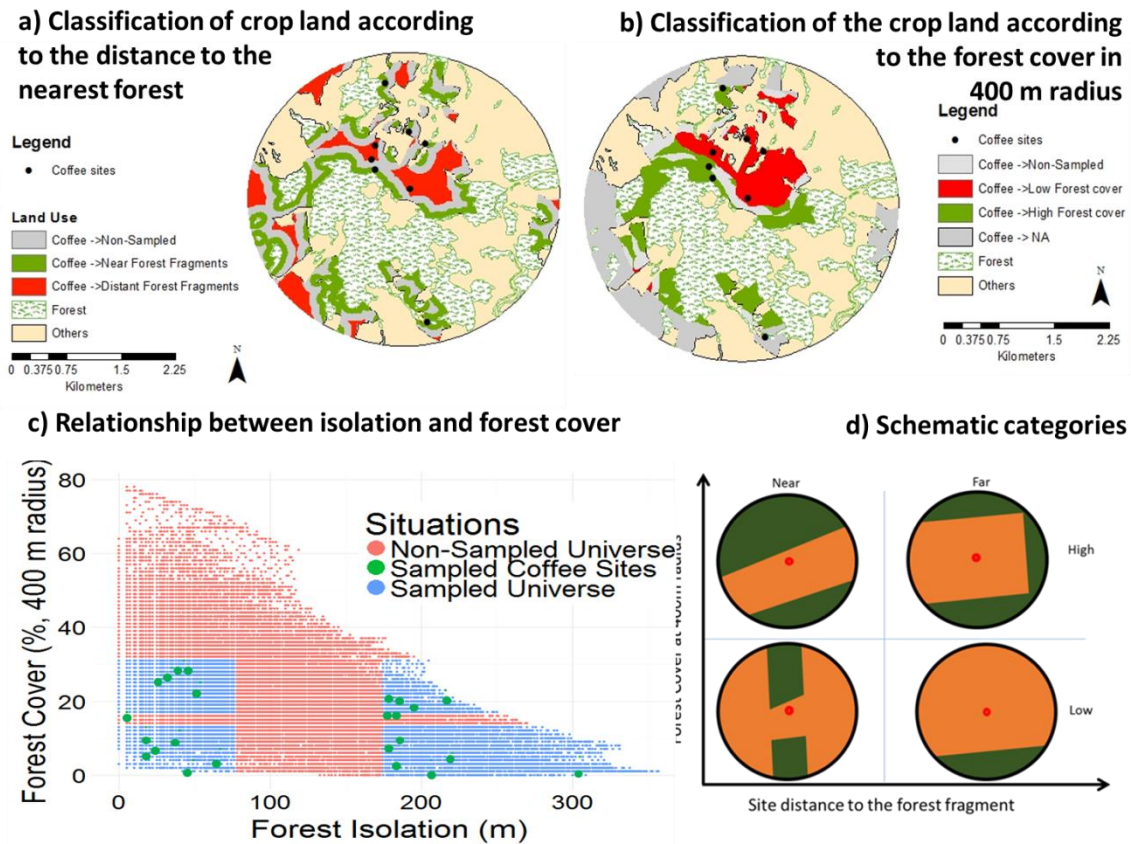 a) Classification of crop land according
to the distance to the
nearest forest
Legend
Coffee sites
Land Use
Coffee ->Non-Sampled
Coffee ->Near Forest Fragments
Coffee ->Distant Forest Fragments
Forest
Others
0 0.375 0.75 1.5 2.25
Kilometers
N
b) Classification of the crop land according
to the forest cover in
400 m radius
Legend
Coffee sites
Coffee ->Non-Sampled
Coffee ->Low Forest cover
Coffee ->High Forest cover
Coffee -> NA
Forest
Others
N
0 0.375 0.75 1.5 2.25
Kilometers
c) Relationship between isolation and forest cover
Forest Cover (%, 400 m radius)
80
60
40
20
0
Situations
Non-Sampled Universe
Sampled Coffee Sites
Sampled Universe
0 100 200 300
Forest Isolation (m)
d) Schematic categories
Near Far
High
Low
Site distance to the forest fragment